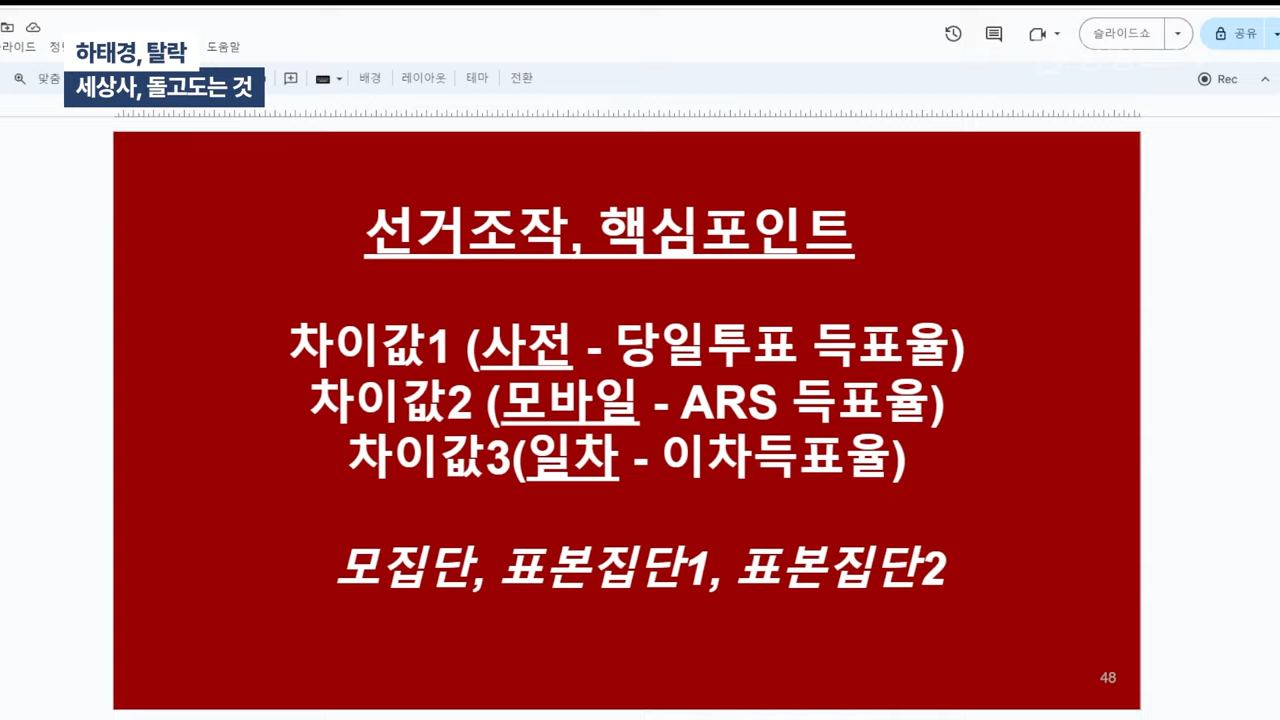 하태경, 탈락
세상사, 돌고도는 것
라이드
도움말
슬라이드쇼
공유
맞춤
배경
레이아웃
테마
전환
Rec
선거조작, 핵심포인트
차이값1 (사전 - 당일투표 득표율)
차이값2 (모바일 - ARS 득표율)
차이값3(일차 - 이차득표율)
모집단, 표본집단1, 표본집단2
48